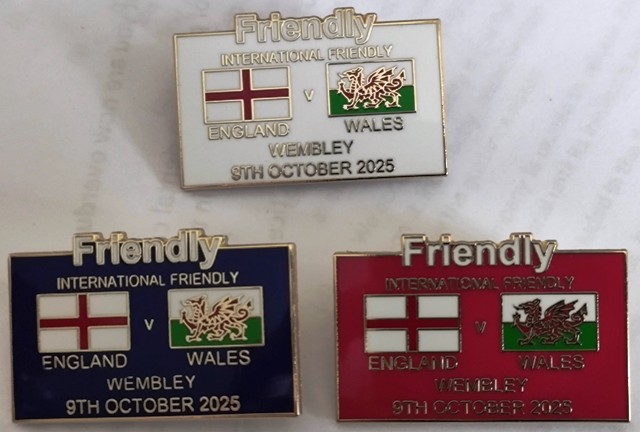 Friendly
INTERNATIONAL FRIENDLY
V
ENGLAND WALES
WEMBLEY
9TH OCTOBER 2025
Friendly
INTERNATIONAL FRIENDLY
V
ENGLAND WALES
WEMBLEY
9TH OCTOBER 2025
Friendly
INTERNATIONAL FRIENDLY
V
ENGLAND WALES
WEMBLEY
9TH OCTOBER 2025